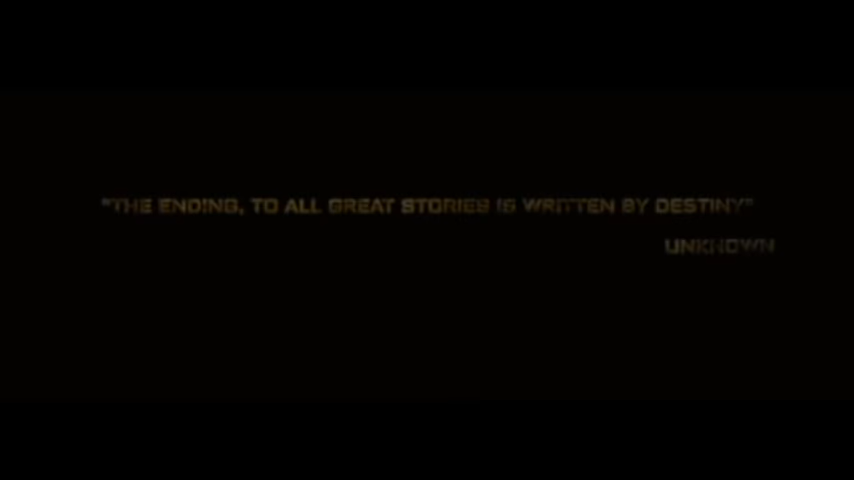 "THE ENDING, TO ALL GREAT STORIES IS WRITTEN BY DESTINY"
UNKNOWN